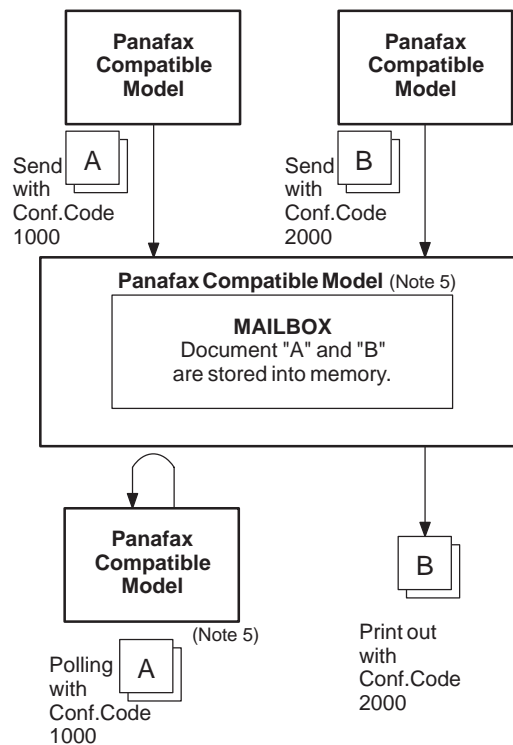 Panafax
Compatible
Model
Panafax
Compatible
Model
A
Send
with
Conf.Code
1000
B
Send
with
Conf.Code
2000
Panafax Compatible Model (Note 5)
MAILBOX
Document "A" and "B"
are stored into memory.
Panafax
Compatible
Model
(Note 5)
A
Polling
with
Conf.Code
1000
B
Print out
with
Conf.Code
2000